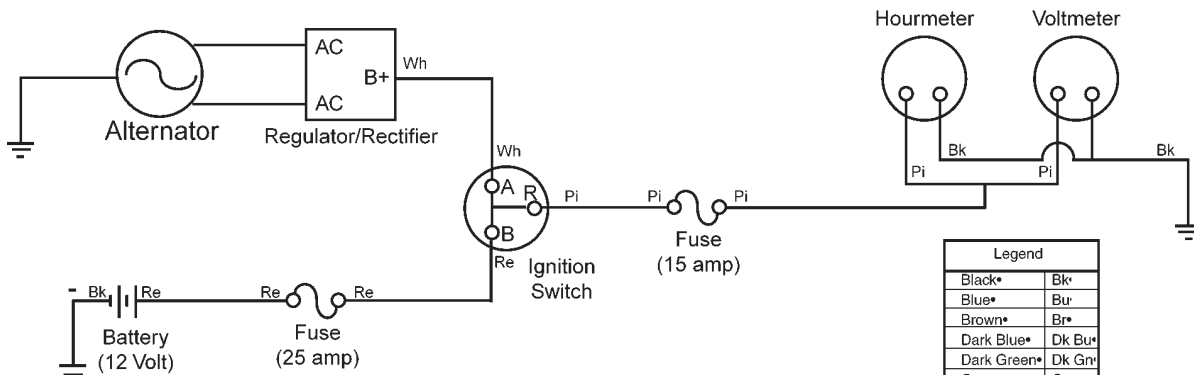 Hourmeter
Voltmeter
AC
B+
AC
Wh
Alternator
Regulator/Rectifier
Wh
A
R
B
Pi
Pi
Pi
Re
Ignition
Switch
Fuse
(15 amp)
Bk
Bk
Pi
Pi
-
Bk
Re
Re
Re
Battery
(12 Volt)
Fuse
(25 amp)
Legend
Black• Bk•
Blue• Bu•
Brown• Br•
Dark Blue• Dk Bu•
Dark Green• Dk Gn•